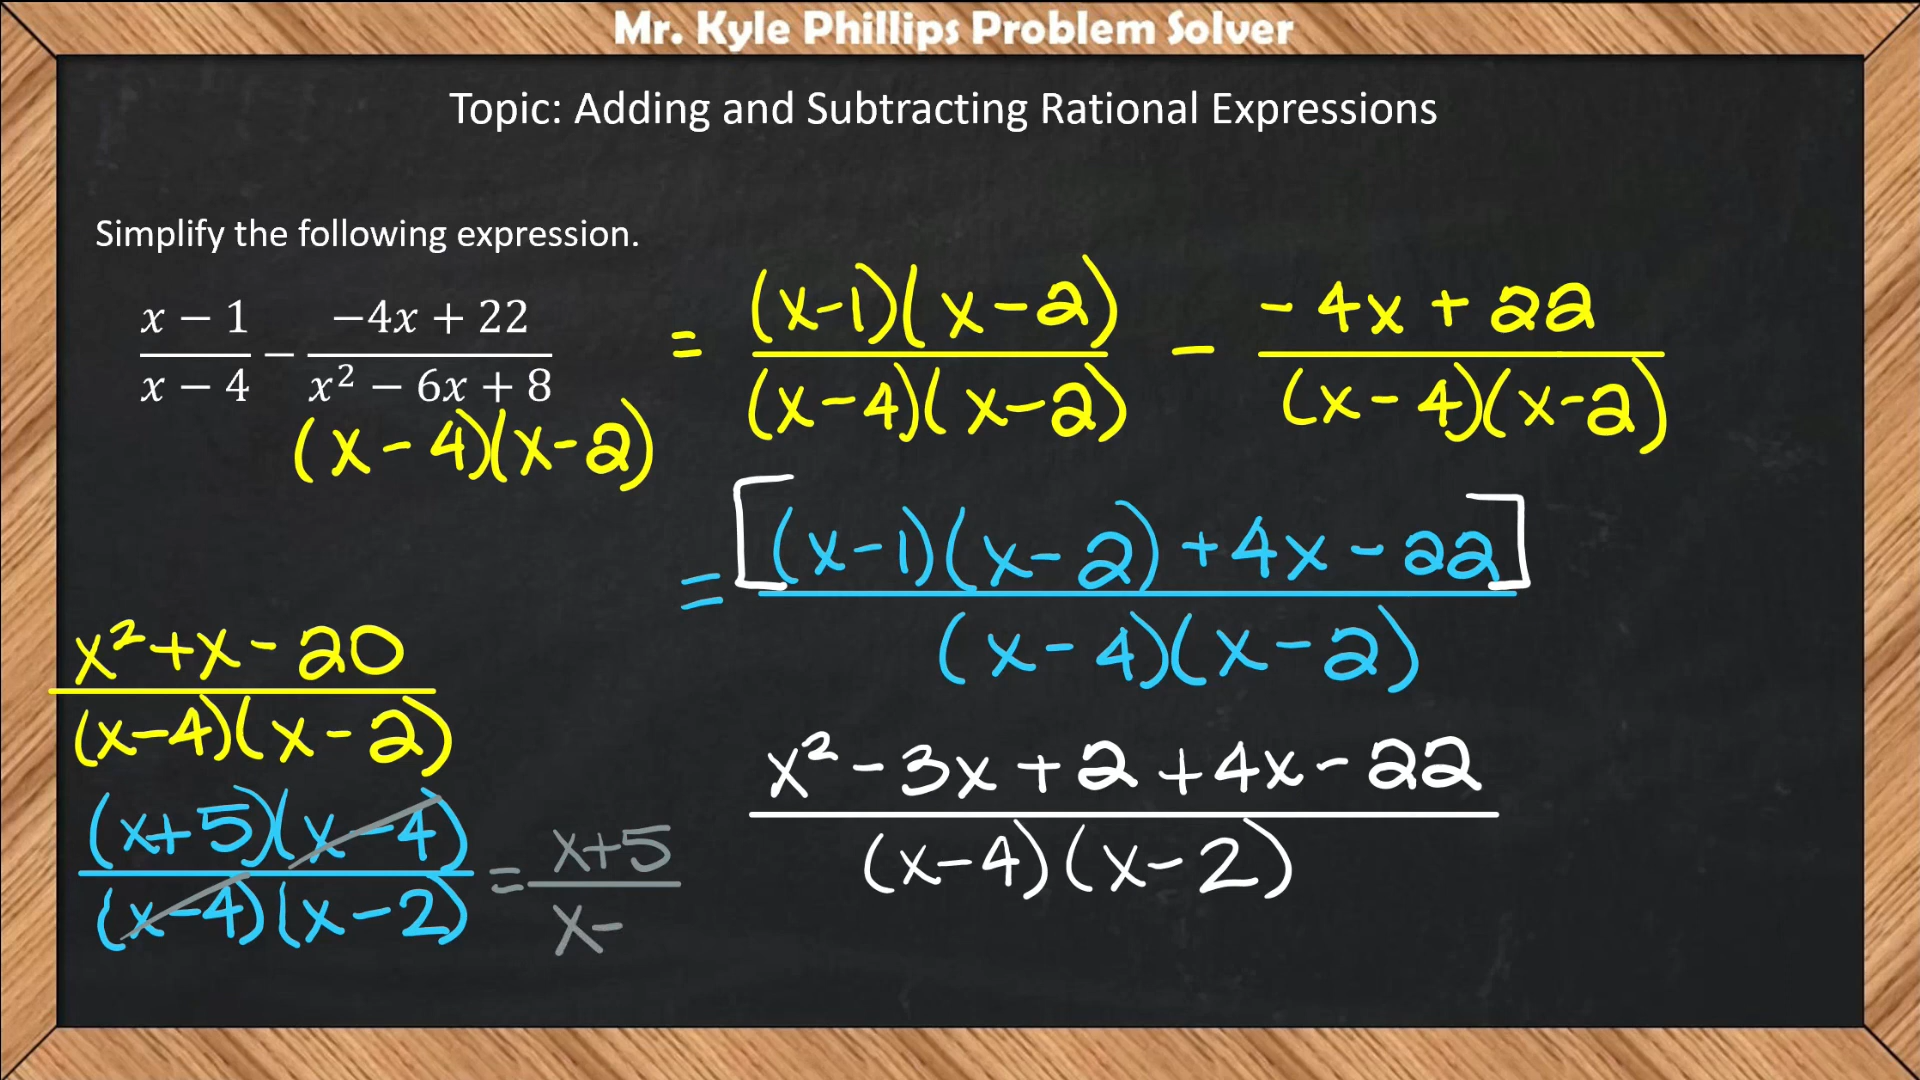 Mr. Kyle Phillips Problem Solver
Topic: Adding and Subtracting Rational Expressions
Simplify the following expression.
x − 1 / x − 4 − −4x + 22 / x² − 6x + 8
(x-4)(x-2)
= (x-1)(x-2) / (x-4)(x-2) - -4x+22 / (x-4)(x-2)
= [(x-1)(x-2)+4x-22] / (x-4)(x-2)
x²-3x+2+4x-22 / (x-4)(x-2)
x²+x-20 / (x-4)(x-2)
(x+5)(x-4) / (x-4)(x-2) = x+5 / x-